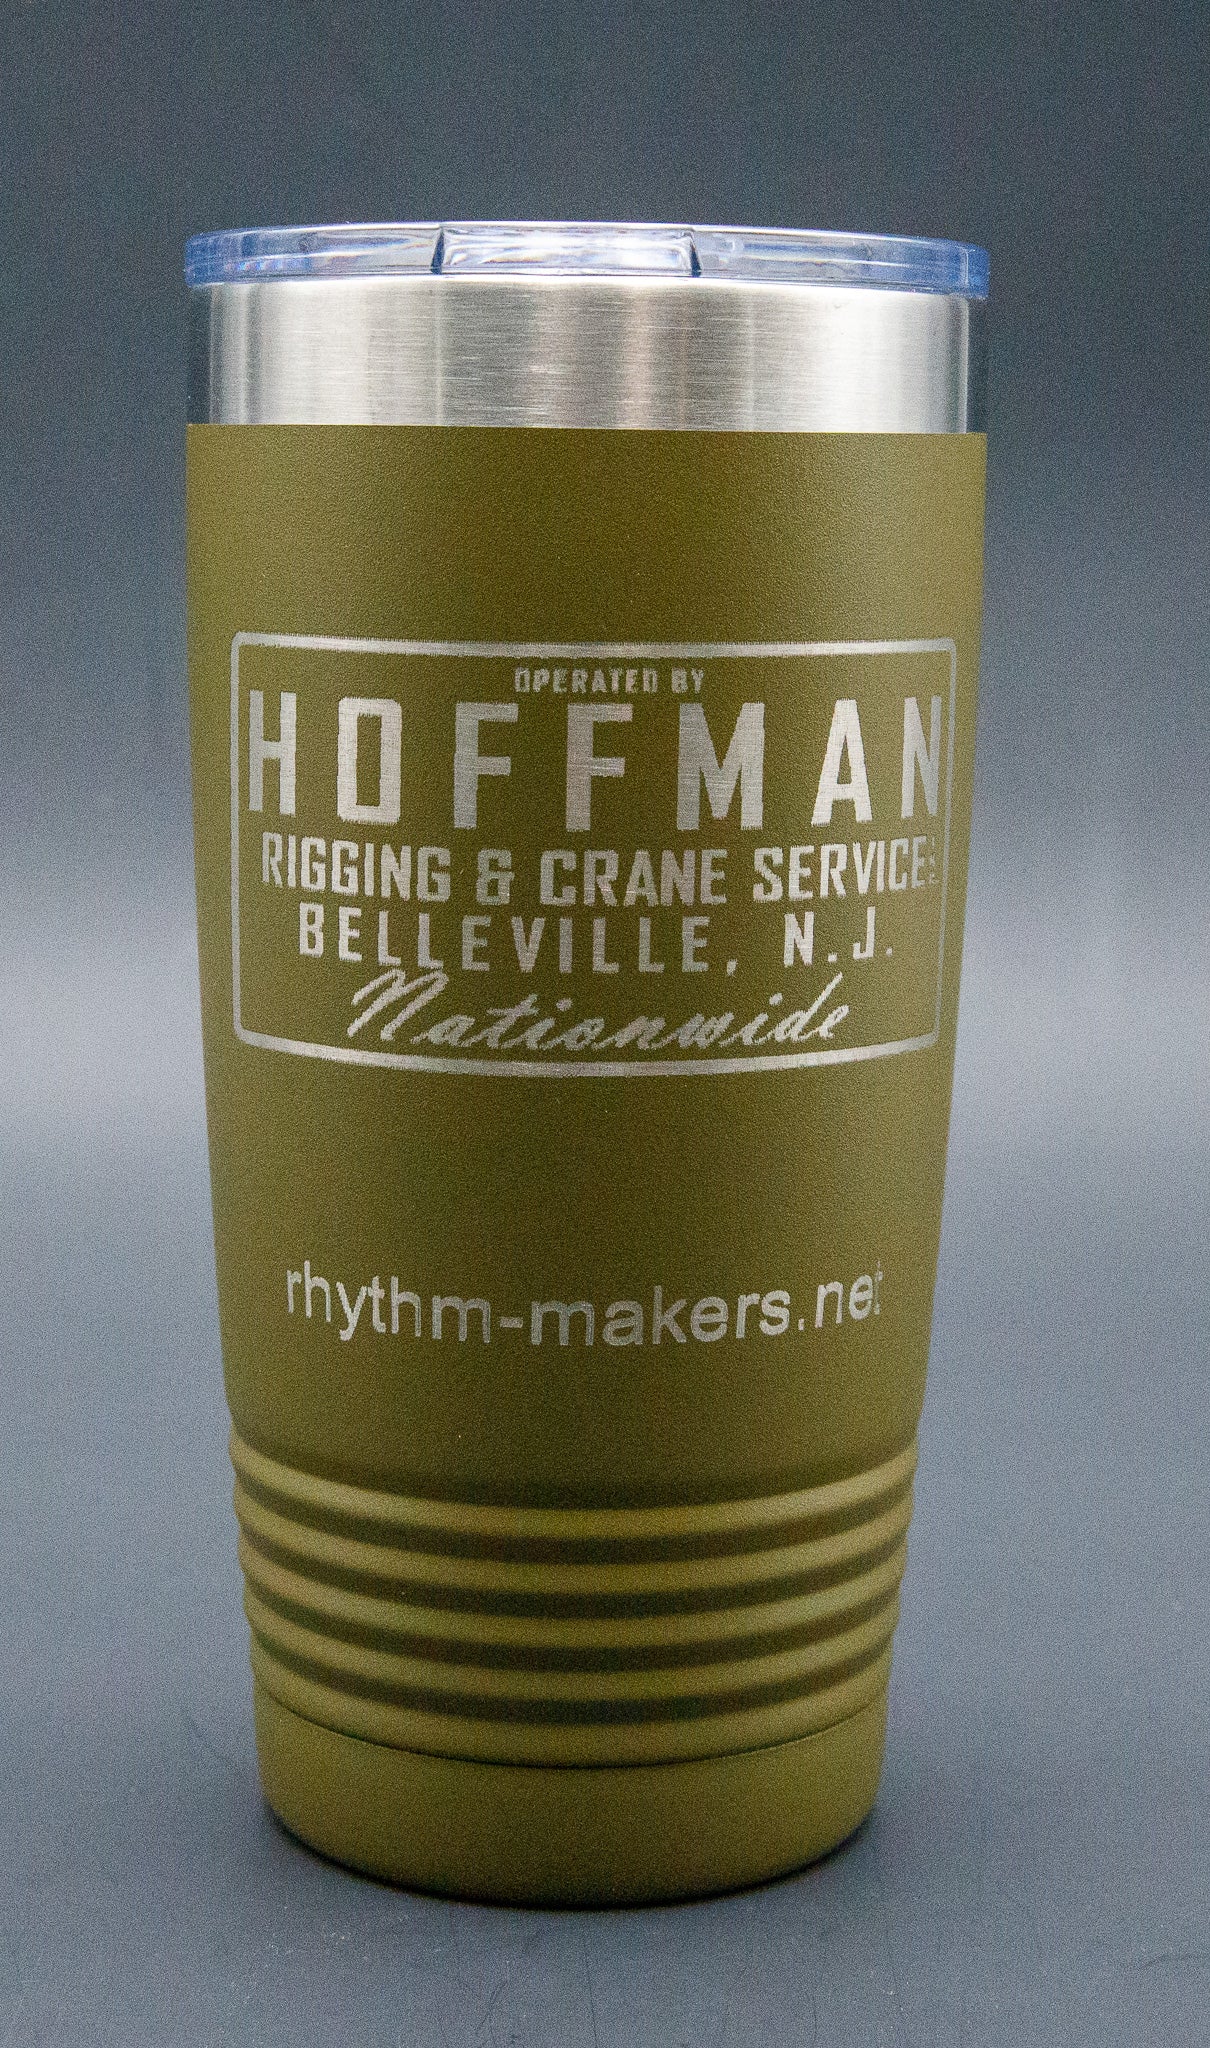 OPERATED BY
HOFFMAN
RIGGING & CRANE SERVICE
BELLEVILLE, N.J.
Nationwide
rhythm-makers.net